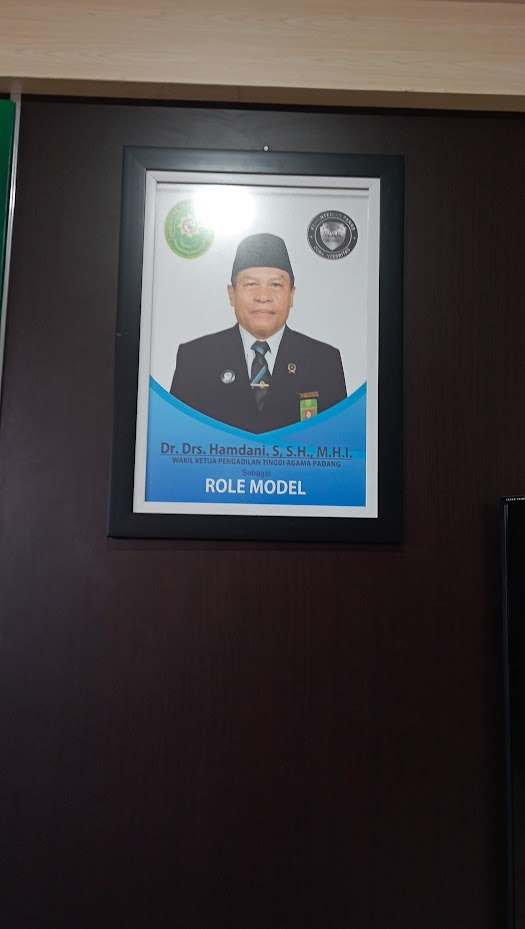 Dr. Drs. Hamdani. S, S.H., M.H.I.
WAKIL KETUA PENGADILAN TINGGI AGAMA PADANG
Sebagai
ROLE MODEL